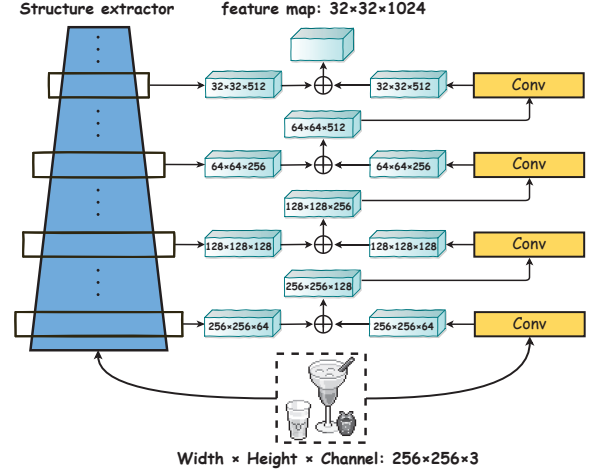 Structure extractor
feature map: 32×32×1024
32×32×512
32×32×512
Conv
64×64×512
64×64×256
64×64×256
Conv
128×128×256
128×128×128
128×128×128
Conv
256×256×128
256×256×64
256×256×64
Conv
Width × Height × Channel: 256×256×3